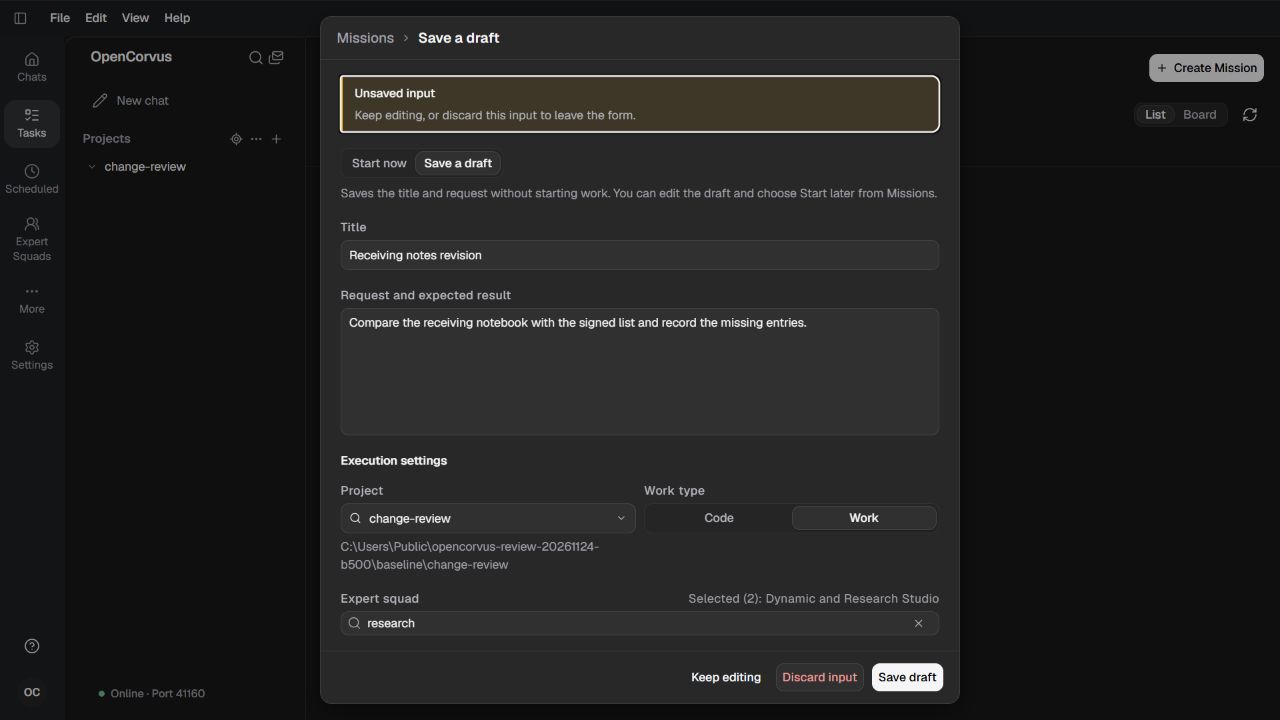 File Edit View Help
Chats
Tasks
Scheduled
Expert
Squads
More
Settings
OC
OpenCorvus
New chat
Projects
change-review
Online · Port 41160
Create Mission
List Board
Missions › Save a draft
Unsaved input
Keep editing, or discard this input to leave the form.
Start now Save a draft
Saves the title and request without starting work. You can edit the draft and choose Start later from Missions.
Title
Receiving notes revision
Request and expected result
Compare the receiving notebook with the signed list and record the missing entries.
Execution settings
Project Work type
change-review Code Work
C:\Users\Public\opencorvus-review-20261124-
b500\baseline\change-review
Expert squad Selected (2): Dynamic and Research Studio
research
Keep editing Discard input Save draft